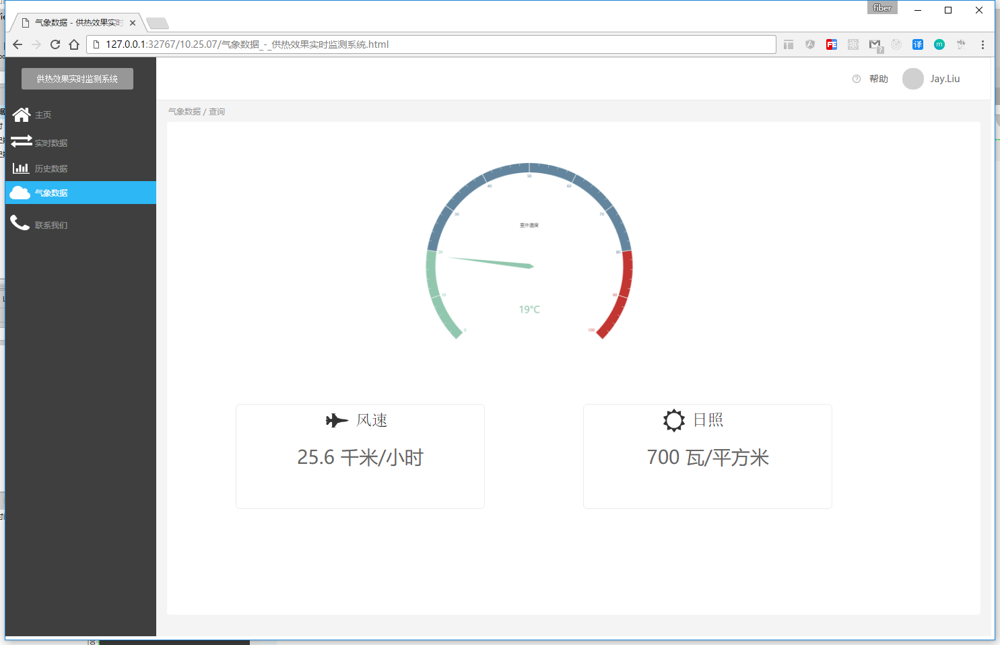 fiber
气象数据 - 供热效果实时
127.0.0.1:32767/10.25.07/气象数据_-_供热效果实时监测系统.html
供热效果实时监测系统
帮助
Jay.Liu
主页
实时数据
历史数据
气象数据
联系我们
气象数据 / 查询
50
40
60
30
70
室外温度
20
80
10
90
19℃
0
100
风速
25.6 千米/小时
日照
700 瓦/平方米